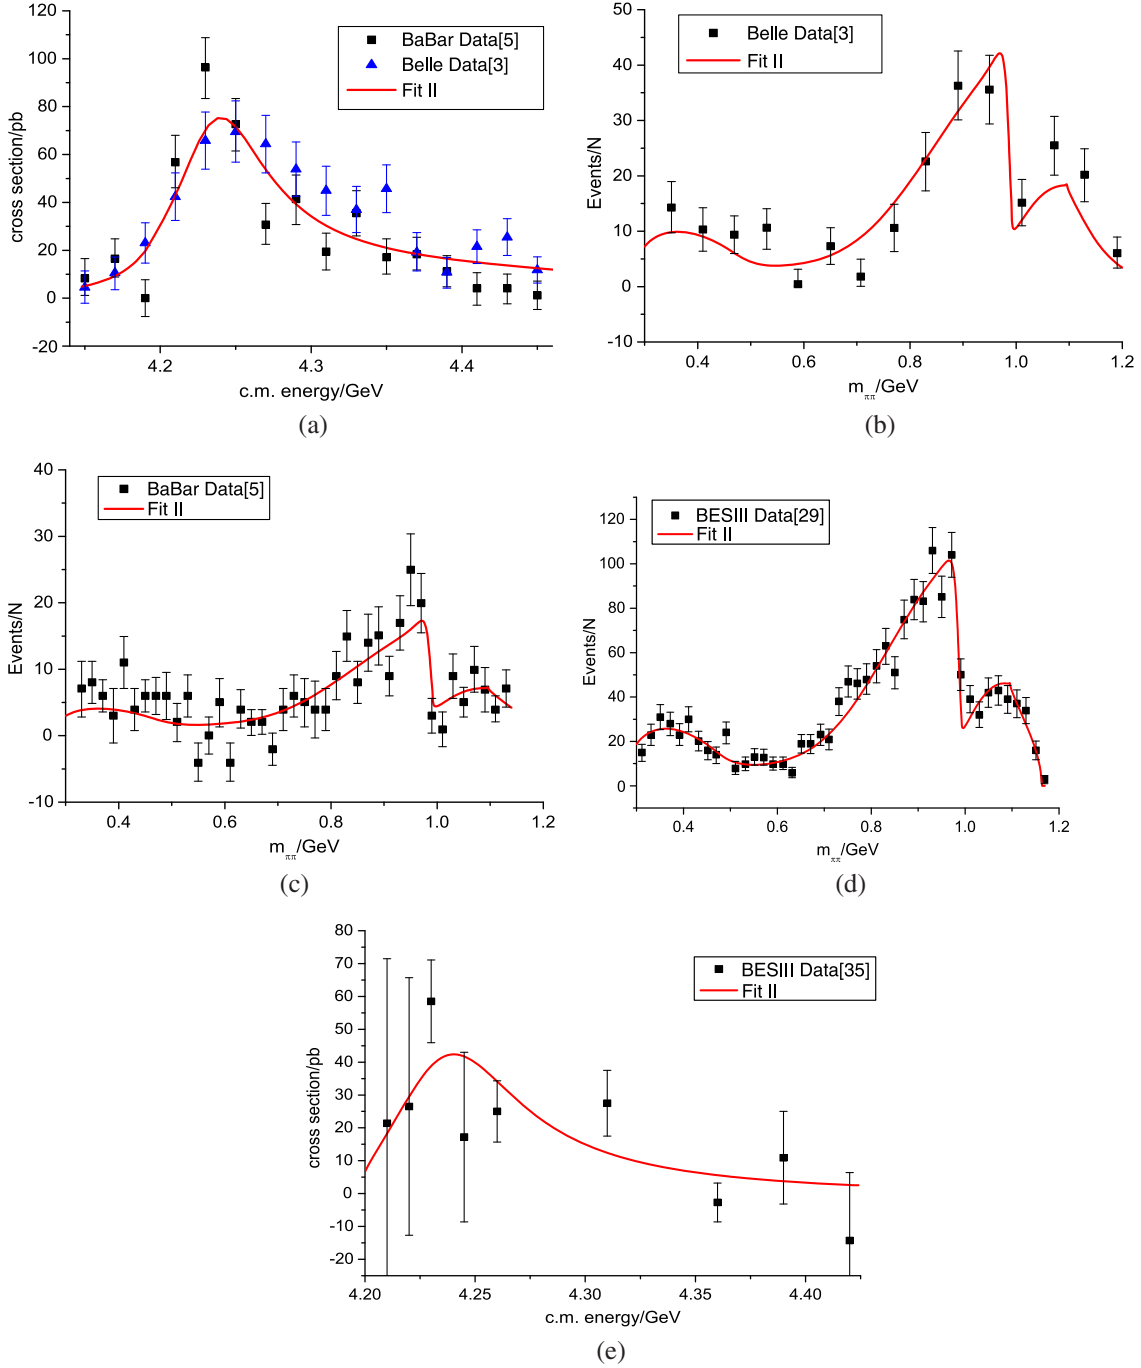 120
100
80
60
40
20
0
-20
cross section/pb
BaBar Data[5]
Belle Data[3]
Fit II
4.2
4.3
4.4
c.m. energy/GeV
(a)
50
40
30
20
10
0
-10
Events/N
Belle Data[3]
Fit II
0.4
0.6
0.8
1.0
1.2
mππ/GeV
(b)
40
30
20
10
0
-10
Events/N
BaBar Data[5]
Fit II
0.4
0.6
0.8
1.0
1.2
mππ/GeV
(c)
120
100
80
60
40
20
0
Events/N
BESIII Data[29]
Fit II
0.4
0.6
0.8
1.0
1.2
mππ/GeV
(d)
80
70
60
50
40
30
20
10
0
-10
-20
cross section/pb
BESIII Data[35]
Fit II
4.20
4.25
4.30
4.35
4.40
c.m. energy/GeV
(e)